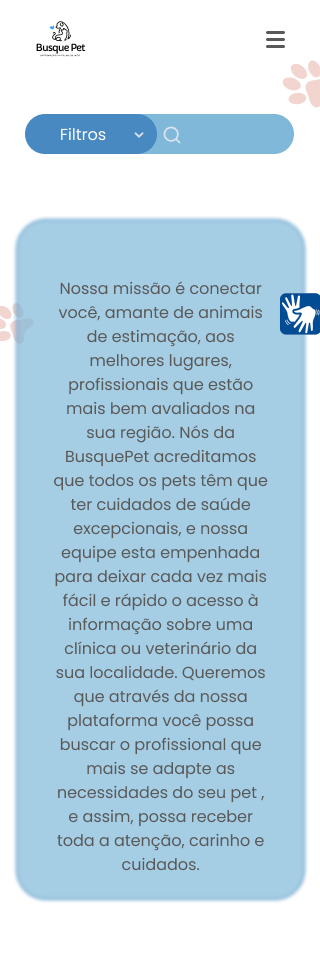 Busque Pet
Filtros
Nossa missão é conectar
você, amante de animais
de estimação, aos
melhores lugares,
profissionais que estão
mais bem avaliados na
sua região. Nós da
BusquePet acreditamos
que todos os pets têm que
ter cuidados de saúde
excepcionais, e nossa
equipe esta empenhada
para deixar cada vez mais
fácil e rápido o acesso à
informação sobre uma
clínica ou veterinário da
sua localidade. Queremos
que através da nossa
plataforma você possa
buscar o profissional que
mais se adapte as
necessidades do seu pet ,
e assim, possa receber
toda a atenção, carinho e
cuidados.